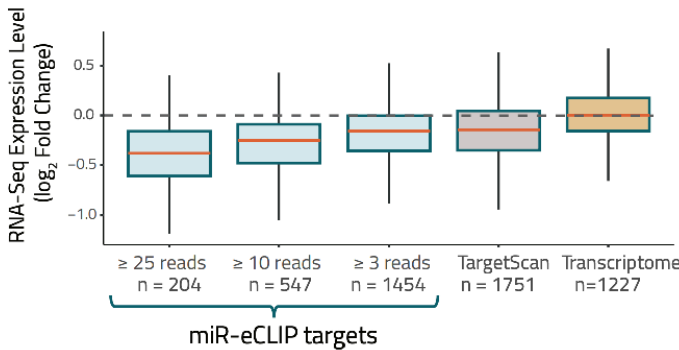 RNA-Seq Expression Level
(log₂ Fold Change)
0.5
0.0
−0.5
−1.0
≥ 25 reads
n = 204
≥ 10 reads
n = 547
≥ 3 reads
n = 1454
TargetScan
n = 1751
Transcriptome
n=1227
miR-eCLIP targets